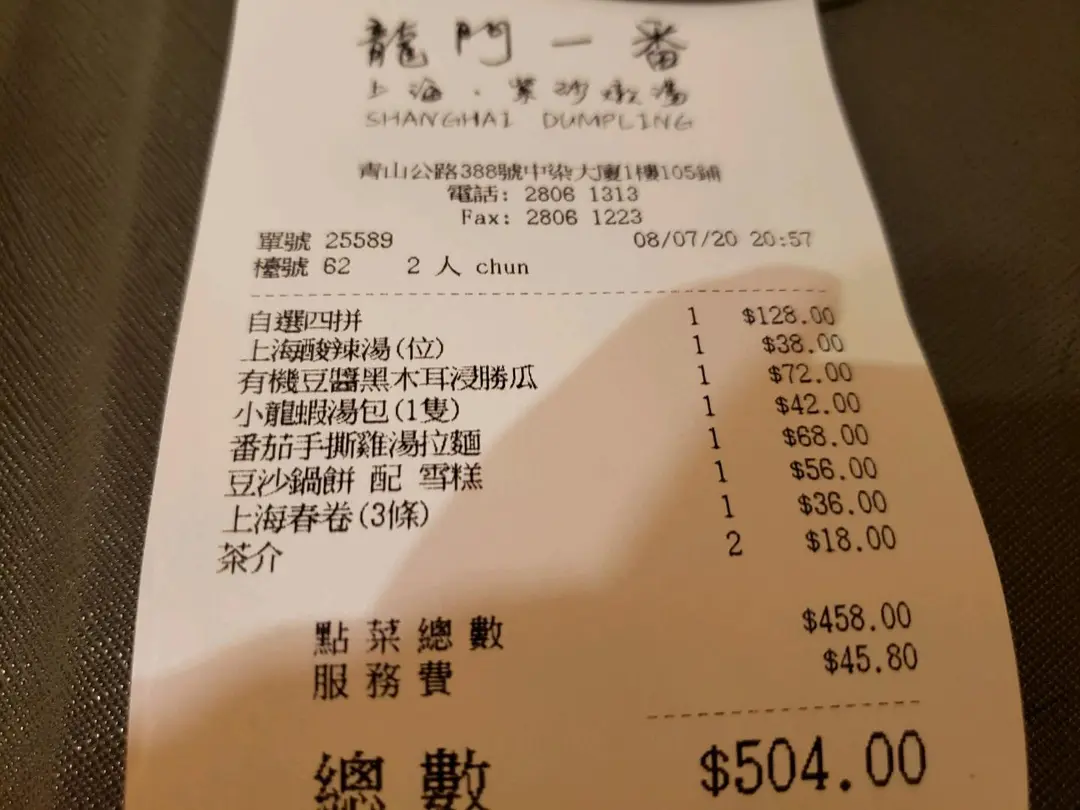 龍門一番
上海.紫砂燉湯
SHANGHAI DUMPLING
青山公路388號中染大廈1樓105鋪
電話: 2806 1313
Fax: 2806 1223
單號 25589 08/07/20 20:57
檯號 62 2 人 chun
自選四拼 1 $128.00
上海酸辣湯(位) 1 $38.00
有機豆醬黑木耳浸勝瓜 1 $72.00
小龍蝦湯包(1隻) 1 $42.00
番茄手撕雞湯拉麵 1 $68.00
豆沙鍋餅 配 雪糕 1 $56.00
上海春卷(3條) 1 $36.00
茶介 2 $18.00
點菜總數 $458.00
服務費 $45.80
總數 $504.00